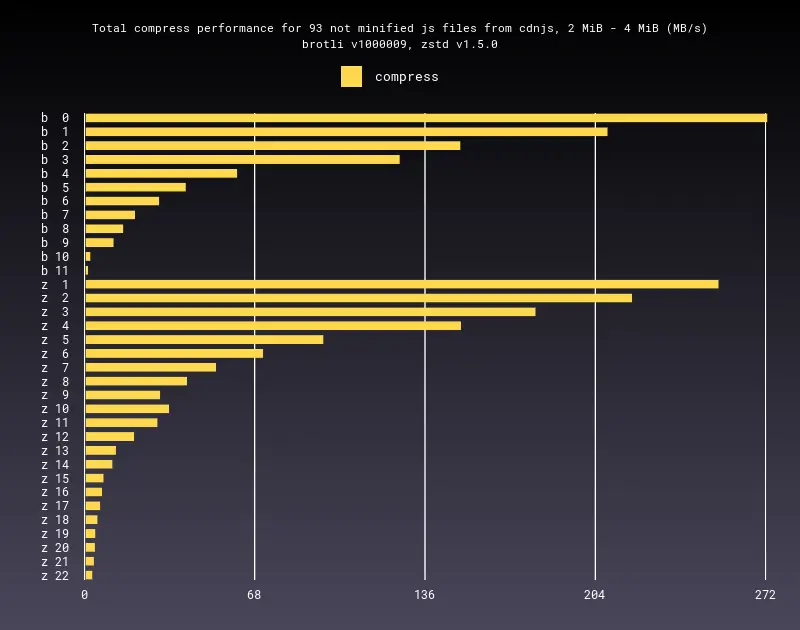 Total compress performance for 93 not minified js files from cdnjs, 2 MiB - 4 MiB (MB/s)
brotli v1000009, zstd v1.5.0
compress
b 0
b 1
b 2
b 3
b 4
b 5
b 6
b 7
b 8
b 9
b 10
b 11
z 1
z 2
z 3
z 4
z 5
z 6
z 7
z 8
z 9
z 10
z 11
z 12
z 13
z 14
z 15
z 16
z 17
z 18
z 19
z 20
z 21
z 22
0 68 136 204 272